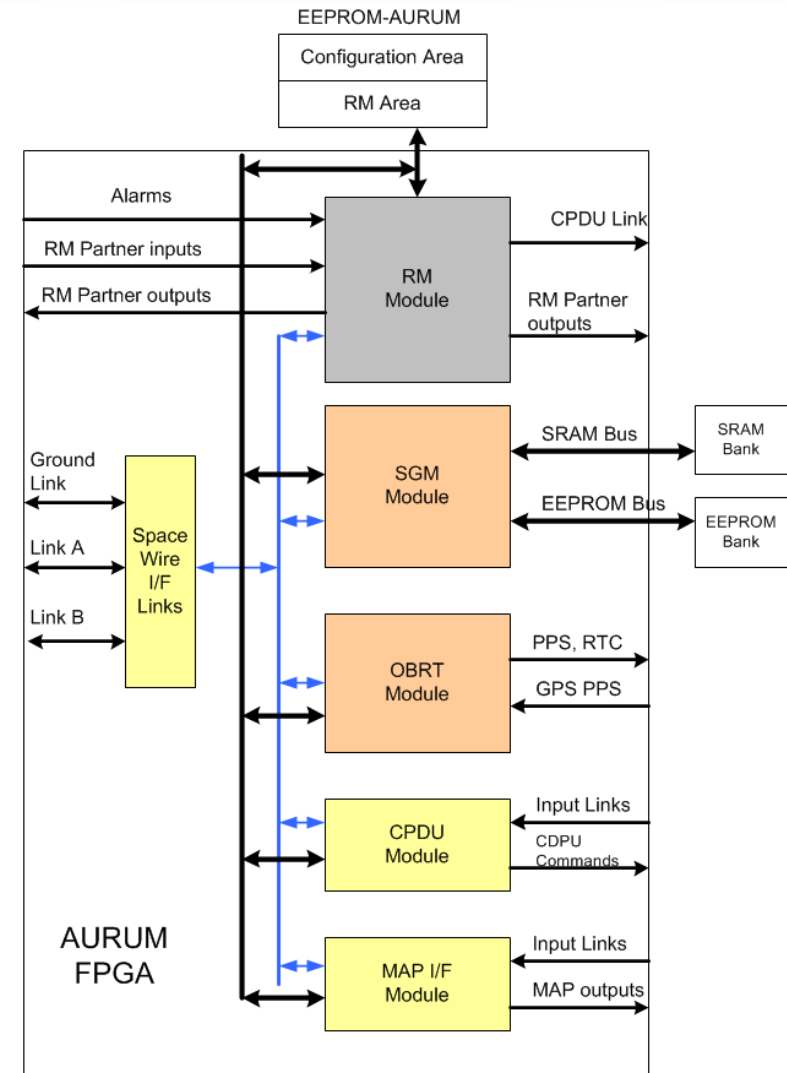 EEPROM-AURUM
Configuration Area
RM Area
Alarms
RM Partner inputs
RM Partner outputs
RM
Module
CPDU Link
RM Partner
outputs
Ground
Link
Link A
Link B
Space
Wire
I/F
Links
SGM
Module
SRAM Bus
EEPROM Bus
SRAM
Bank
EEPROM
Bank
OBRT
Module
PPS, RTC
GPS PPS
CPDU
Module
Input Links
CDPU
Commands
AURUM
FPGA
MAP I/F
Module
Input Links
MAP outputs